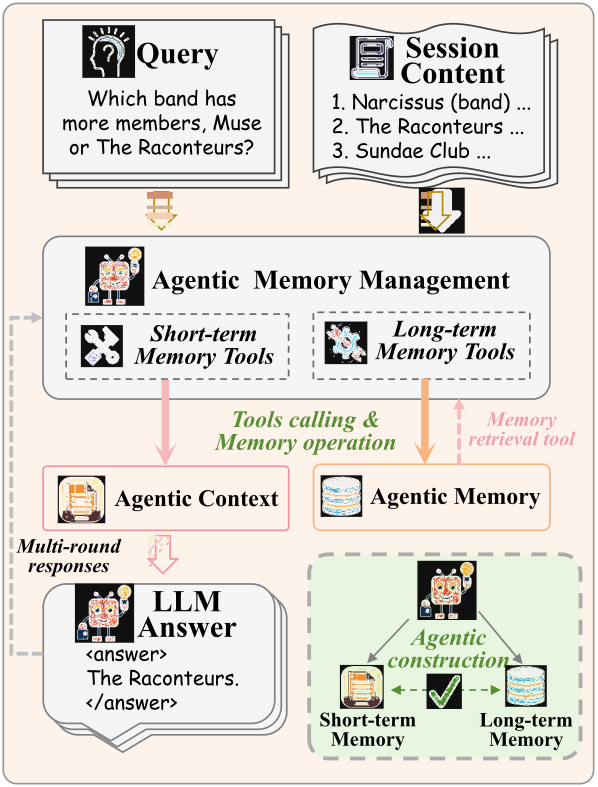 Query
Which band has
more members, Muse
or The Raconteurs?
Session
Content
1. Narcissus (band) ...
2. The Raconteurs ...
3. Sundae Club ...
Agentic Memory Management
Short-term
Memory Tools
Long-term
Memory Tools
Tools calling &
Memory operation
Memory
retrieval tool
Agentic Context
Agentic Memory
Multi-round
responses
LLM
Answer
<answer>
The Raconteurs.
</answer>
Agentic
construction
Short-term
Memory
Long-term
Memory